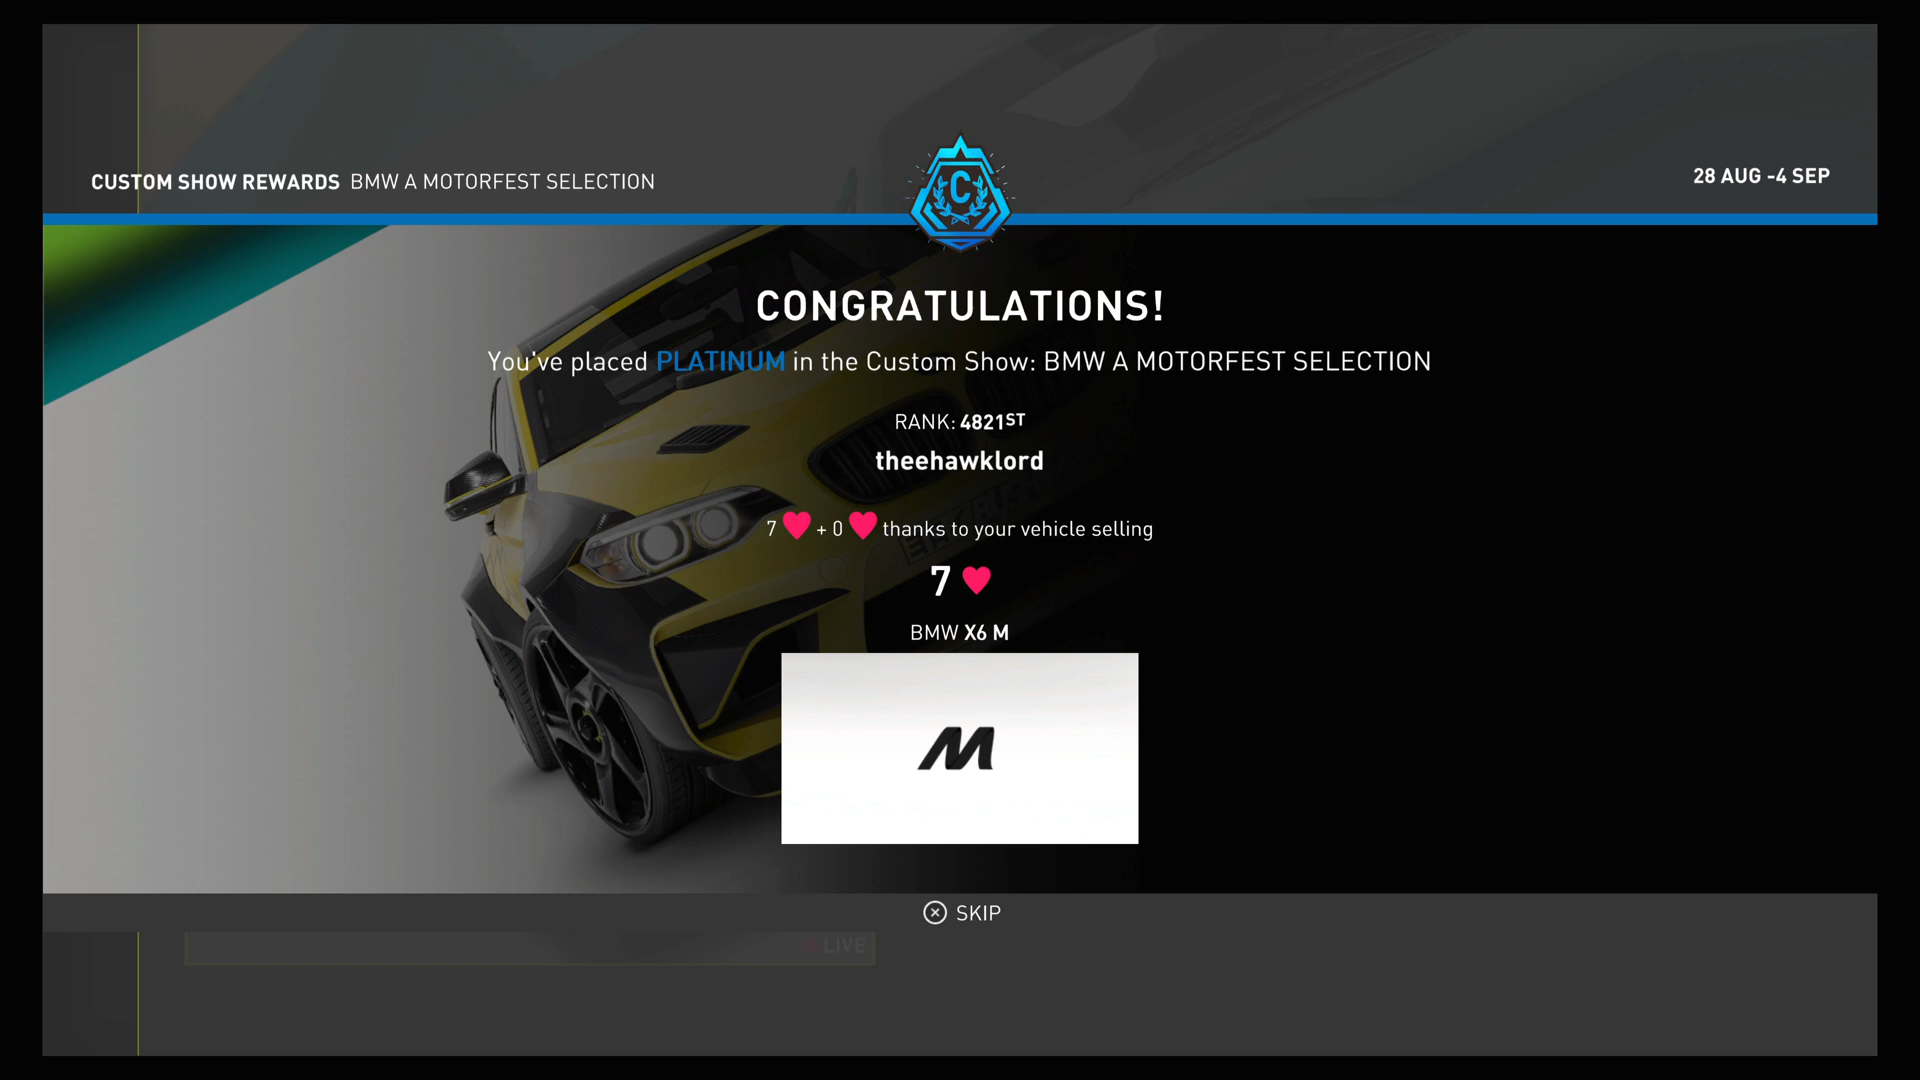 CUSTOM SHOW REWARDS BMW A MOTORFEST SELECTION
28 AUG -4 SEP
C
CONGRATULATIONS!
You've placed PLATINUM in the Custom Show: BMW A MOTORFEST SELECTION
RANK: 4821ST
theehawklord
7 ♥ + 0 ♥ thanks to your vehicle selling
7 ♥
BMW X6 M
M
SKIP
LIVE